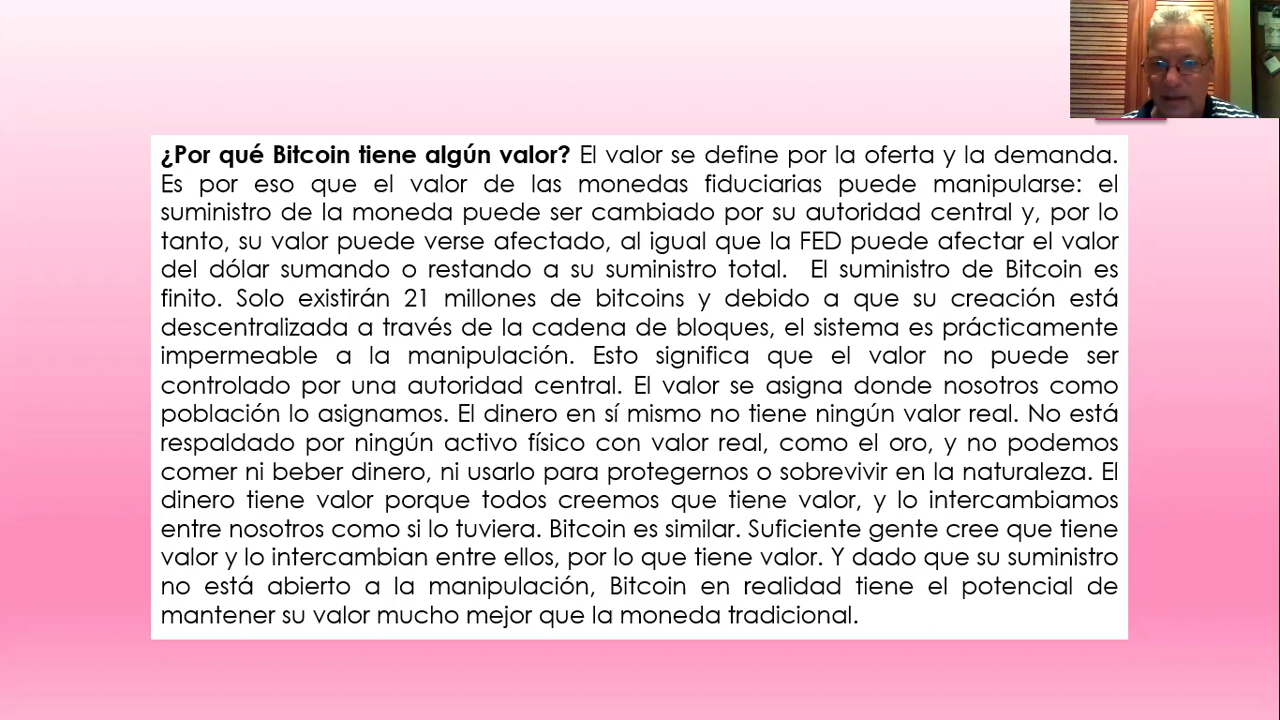 ¿Por qué Bitcoin tiene algún valor? El valor se define por la oferta y la demanda.
Es por eso que el valor de las monedas fiduciarias puede manipularse: el
suministro de la moneda puede ser cambiado por su autoridad central y, por lo
tanto, su valor puede verse afectado, al igual que la FED puede afectar el valor
del dólar sumando o restando a su suministro total.  El suministro de Bitcoin es
finito. Solo existirán 21 millones de bitcoins y debido a que su creación está
descentralizada a través de la cadena de bloques, el sistema es prácticamente
impermeable a la manipulación. Esto significa que el valor no puede ser
controlado por una autoridad central. El valor se asigna donde nosotros como
población lo asignamos. El dinero en sí mismo no tiene ningún valor real. No está
respaldado por ningún activo físico con valor real, como el oro, y no podemos
comer ni beber dinero, ni usarlo para protegernos o sobrevivir en la naturaleza. El
dinero tiene valor porque todos creemos que tiene valor, y lo intercambiamos
entre nosotros como si lo tuviera. Bitcoin es similar. Suficiente gente cree que tiene
valor y lo intercambian entre ellos, por lo que tiene valor. Y dado que su suministro
no está abierto a la manipulación, Bitcoin en realidad tiene el potencial de
mantener su valor mucho mejor que la moneda tradicional.